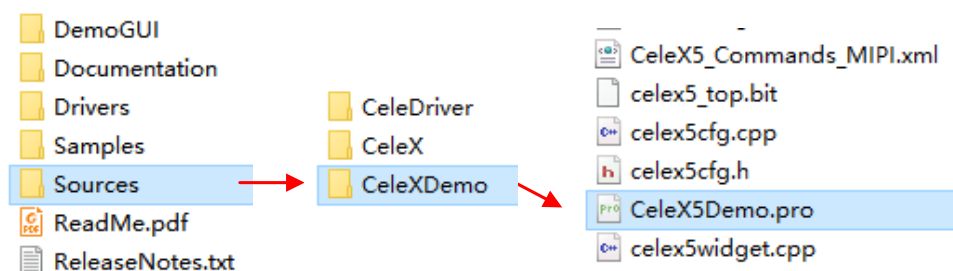 DemoGUI
Documentation
Drivers
Samples
Sources
ReadMe.pdf
ReleaseNotes.txt
CeleDriver
CeleX
CeleXDemo
CeleX5_Commands_MIPI.xml
celex5_top.bit
celex5cfg.cpp
celex5cfg.h
CeleX5Demo.pro
celex5widget.cpp